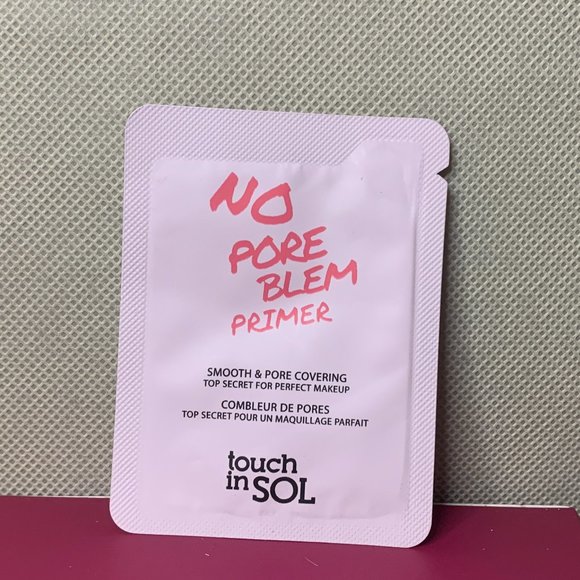 NO
PORE
BLEM
PRIMER
SMOOTH & PORE COVERING
TOP SECRET FOR PERFECT MAKEUP
COMBLEUR DE PORES
TOP SECRET POUR UN MAQUILLAGE PARFAIT
touch
in SOL